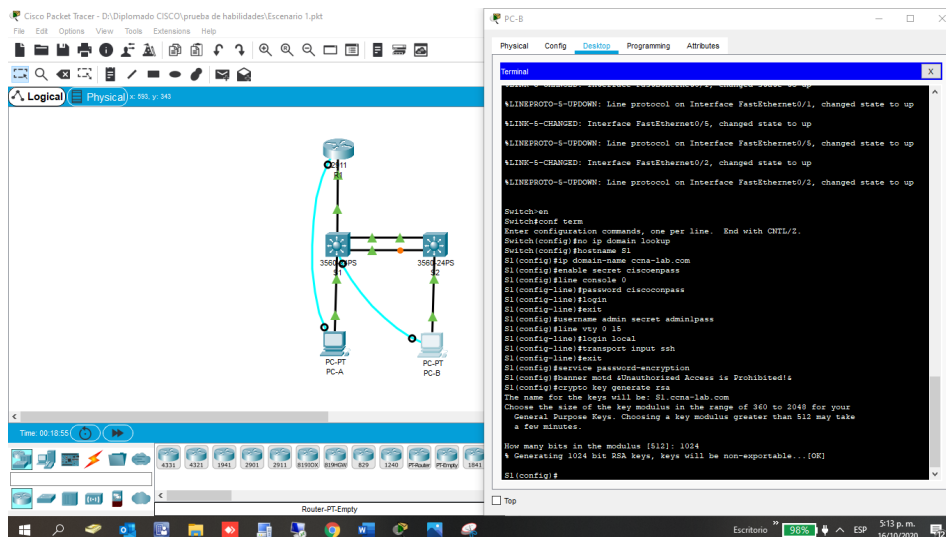 Cisco Packet Tracer - D:\Diplomado CISCO\prueba de habilidades\Escenario 1.pkt
File Edit Options View Tools Extensions Help
Logical Physical x: 593, y: 343
2911
R1
3560-24PS
S1
3560-24PS
S2
PC-PT
PC-A
PC-PT
PC-B
Time: 00:18:55
4331 4321 1941 2901 2911 819IOX 819HGW 829 1240 PT-Router PT-Empty 1841
Router-PT-Empty
PC-B
Physical Config Desktop Programming Attributes
Terminal X
%LINEPROTO-5-UPDOWN: Line protocol on Interface FastEthernet0/1, changed state to up
%LINK-5-CHANGED: Interface FastEthernet0/5, changed state to up
%LINEPROTO-5-UPDOWN: Line protocol on Interface FastEthernet0/5, changed state to up
%LINK-5-CHANGED: Interface FastEthernet0/2, changed state to up
%LINEPROTO-5-UPDOWN: Line protocol on Interface FastEthernet0/2, changed state to up
Switch>en
Switch#conf term
Enter configuration commands, one per line. End with CNTL/Z.
Switch(config)#no ip domain lookup
Switch(config)#hostname S1
S1(config)#ip domain-name ccna-lab.com
S1(config)#enable secret ciscoenpass
S1(config)#line console 0
S1(config-line)#password ciscoconpass
S1(config-line)#login
S1(config-line)#exit
S1(config)#username admin secret admin1pass
S1(config)#line vty 0 15
S1(config-line)#login local
S1(config-line)#transport input ssh
S1(config-line)#exit
S1(config)#service password-encryption
S1(config)#banner motd &Unauthorized Access is Prohibited!&
S1(config)#crypto key generate rsa
The name for the keys will be: S1.ccna-lab.com
Choose the size of the key modulus in the range of 360 to 2048 for your
General Purpose Keys. Choosing a key modulus greater than 512 may take
a few minutes.
How many bits in the modulus [512]: 1024
% Generating 1024 bit RSA keys, keys will be non-exportable...[OK]
S1(config)#
Top
Escritorio 98% ESP 5:13 p. m.
16/10/2020